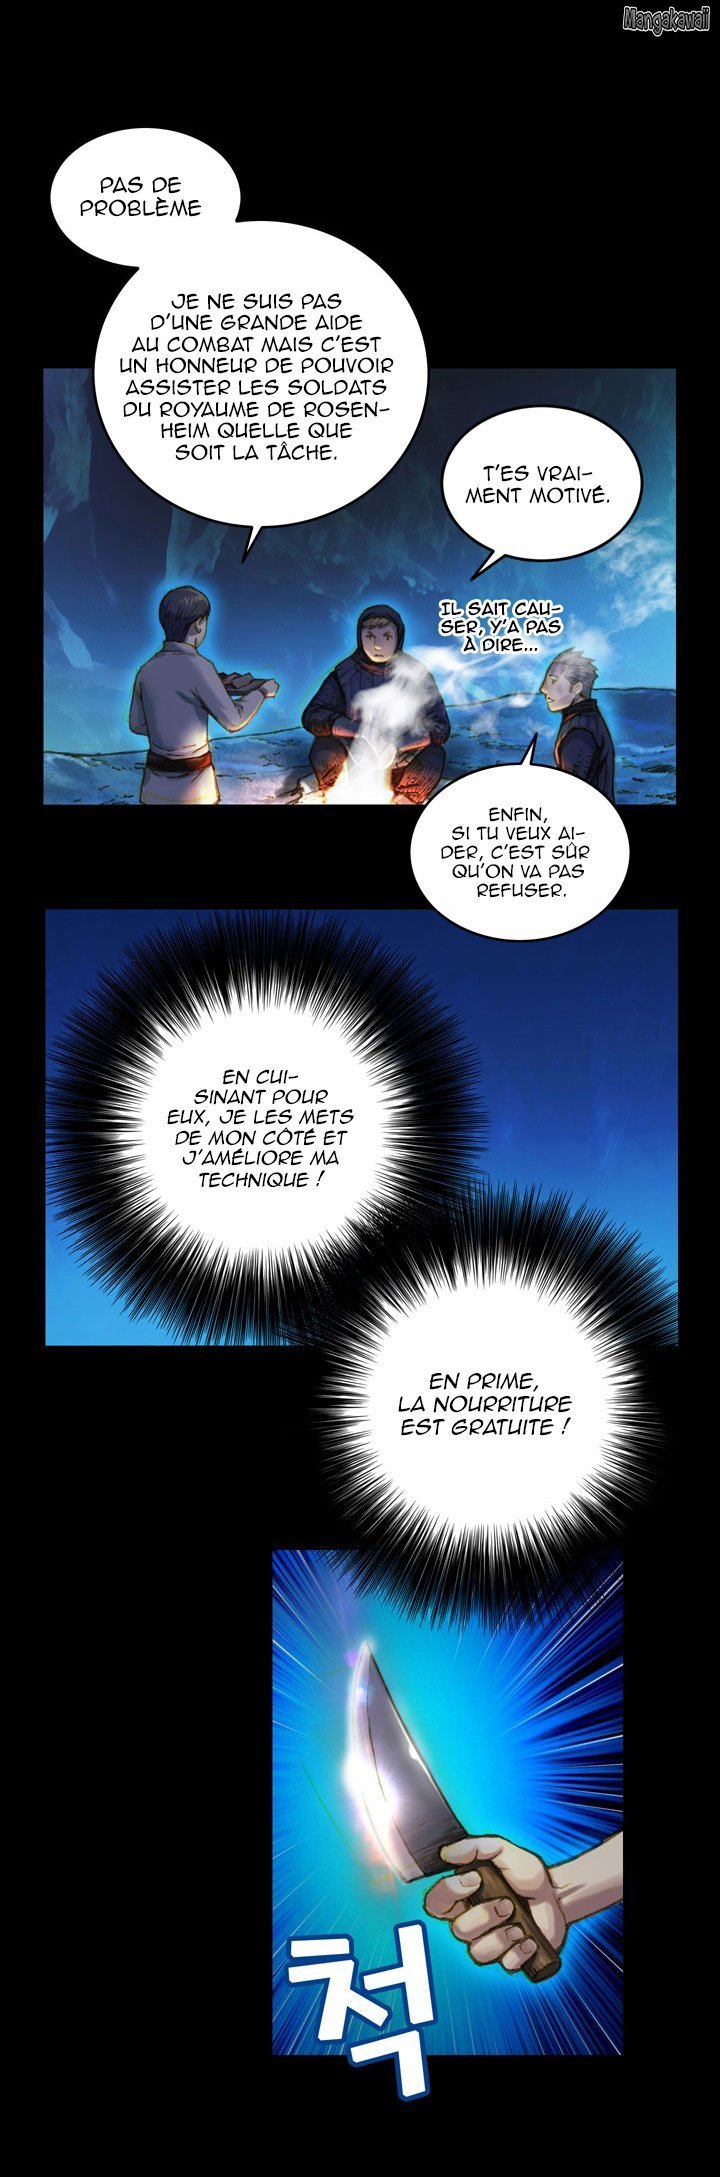 Mangakawaii
PAS DE
PROBLÈME
JE NE SUIS PAS
D'UNE GRANDE AIDE
AU COMBAT MAIS C'EST
UN HONNEUR DE POUVOIR
ASSISTER LES SOLDATS
DU ROYAUME DE ROSEN-
HEIM QUELLE QUE
SOIT LA TÂCHE.
T'ES VRAI-
MENT MOTIVÉ.
IL SAIT CAU-
SER, Y'A PAS
À DIRE...
ENFIN,
SI TU VEUX AI-
DER, C'EST SÛR
QU'ON VA PAS
REFUSER.
EN CUI-
SINANT POUR
EUX, JE LES METS
DE MON CÔTÉ ET
J'AMÉLIORE MA
TECHNIQUE !
EN PRIME,
LA NOURRITURE
EST GRATUITE !
척